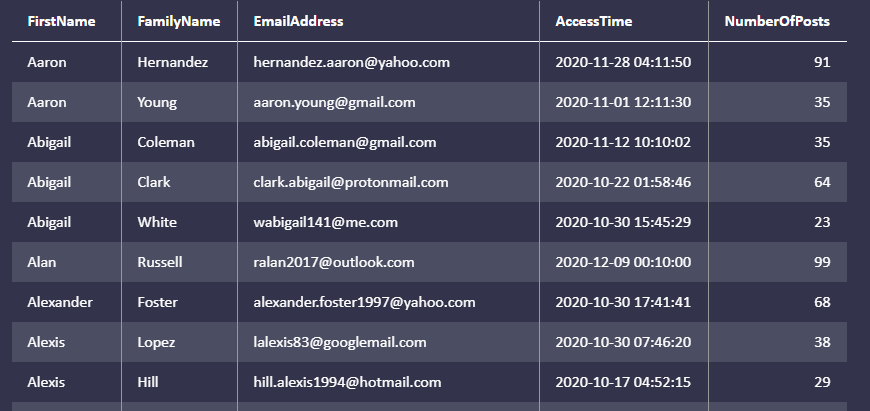 FirstName FamilyName EmailAddress AccessTime NumberOfPosts
Aaron Hernandez hernandez.aaron@yahoo.com 2020-11-28 04:11:50 91
Aaron Young aaron.young@gmail.com 2020-11-01 12:11:30 35
Abigail Coleman abigail.coleman@gmail.com 2020-11-12 10:10:02 35
Abigail Clark clark.abigail@protonmail.com 2020-10-22 01:58:46 64
Abigail White wabigail141@me.com 2020-10-30 15:45:29 23
Alan Russell ralan2017@outlook.com 2020-12-09 00:10:00 99
Alexander Foster alexander.foster1997@yahoo.com 2020-10-30 17:41:41 68
Alexis Lopez lalexis83@googlemail.com 2020-10-30 07:46:20 38
Alexis Hill hill.alexis1994@hotmail.com 2020-10-17 04:52:15 29